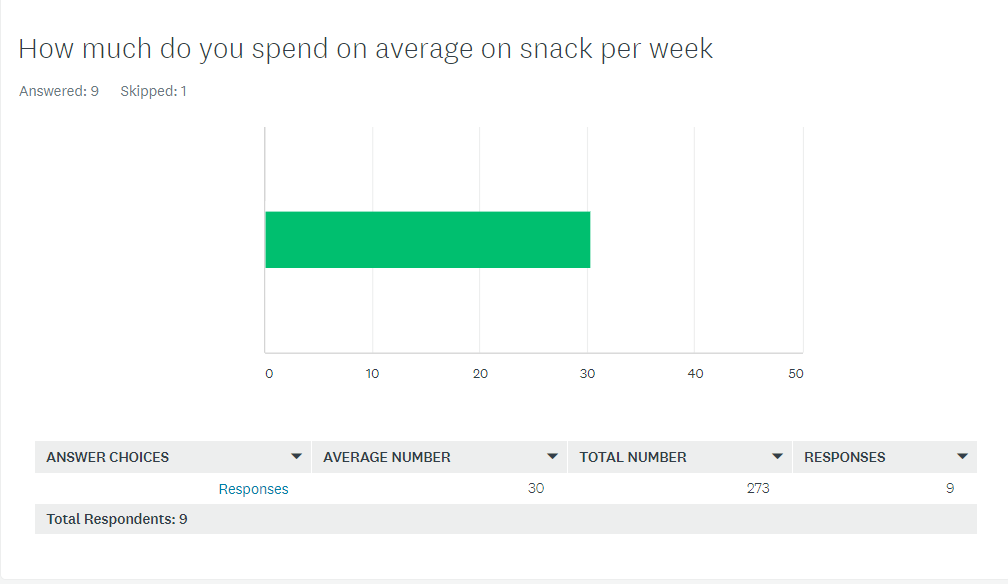 How much do you spend on average on snack per week
Answered: 9 Skipped: 1
0 10 20 30 40 50
ANSWER CHOICES AVERAGE NUMBER TOTAL NUMBER RESPONSES
Responses 30 273 9
Total Respondents: 9